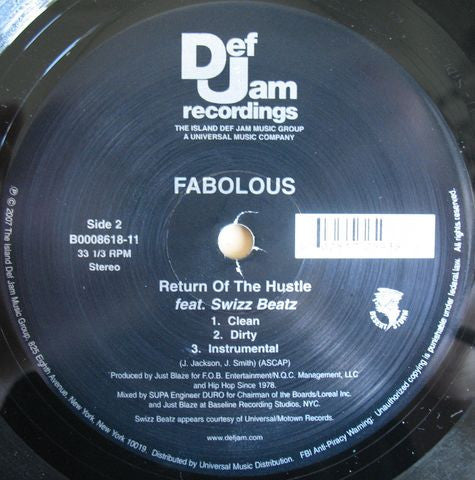 Def
Jam
recordings
THE ISLAND DEF JAM MUSIC GROUP
A UNIVERSAL MUSIC COMPANY
FABOLOUS
Side 2
B0008618-11
33 1/3 RPM
Stereo
Return Of The Hustle
feat. Swizz Beatz
1. Clean
2. Dirty
3. Instrumental
(J. Jackson, J. Smith) (ASCAP)
Produced by Just Blaze for F.O.B. Entertainment/N.Q.C. Management, LLC
and Hip Hop Since 1978.
Mixed by SUPA Engineer DURO for Chairman of the Boards/Loreal Inc.
and Just Blaze at Baseline Recording Studios, NYC.
Swizz Beatz appears courtesy of Universal/Motown Records.
www.defjam.com
DESERT STORM
℗ © 2007 The Island Def Jam Music Group, 825 Eighth Avenue, New York, New York 10019. Distributed by Universal Music Distribution. FBI Anti-Piracy Warning: Unauthorized copying is punishable under federal law. All rights reserved.